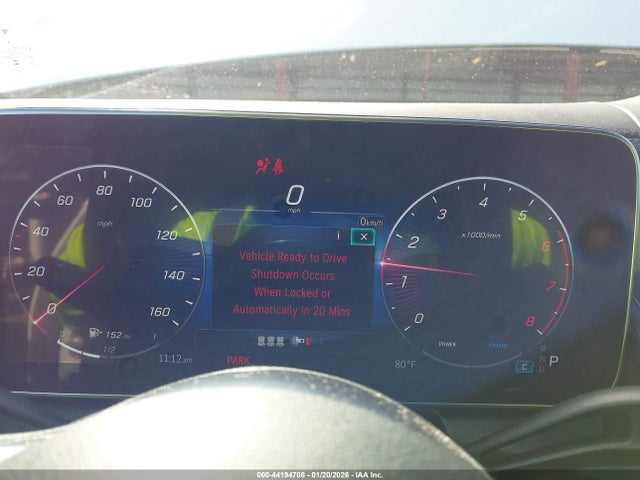 0
mph
0km/h
i ×
Vehicle Ready to Drive
Shutdown Occurs
When Locked or
Automatically in 20 Mins
0 20 40 60 80 100 120 140 160
mph
0 1 2 3 4 5 6 7 8
x1000/min
152
0 1/2 1
11:12 am
PARK
80°F
POWER
CHARGE
C
R
N
D
P
000-44194708 - 01/20/2026 - IAA Inc.